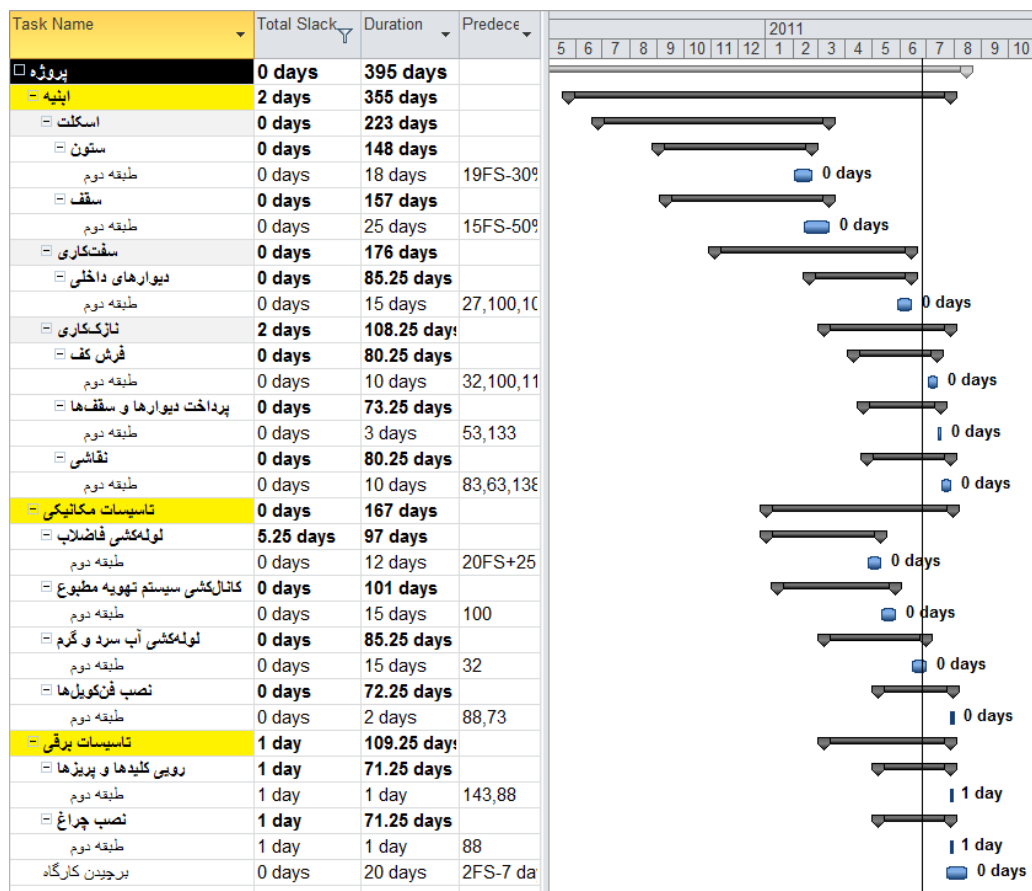 Task Name Total Slack Duration Predece
2011
5 6 7 8 9 10 11 12 1 2 3 4 5 6 7 8 9 10
پروژه 0 days 395 days
ابنیه 2 days 355 days
اسکلت 0 days 223 days
ستون 0 days 148 days
طبقه دوم 0 days 18 days 19FS-30% 0 days
سقف 0 days 157 days
طبقه دوم 0 days 25 days 15FS-50% 0 days
سفت‌کاری 0 days 176 days
دیوارهای داخلی 0 days 85.25 days
طبقه دوم 0 days 15 days 27,100,10 0 days
نازک‌کاری 2 days 108.25 days
فرش کف 0 days 80.25 days
طبقه دوم 0 days 10 days 32,100,11 0 days
پرداخت دیوارها و سقف‌ها 0 days 73.25 days
طبقه دوم 0 days 3 days 53,133 0 days
نقاشی 0 days 80.25 days
طبقه دوم 0 days 10 days 83,63,138 0 days
تاسیسات مکانیکی 0 days 167 days
لوله‌کشی فاضلاب 5.25 days 97 days
طبقه دوم 0 days 12 days 20FS+25 0 days
کانال‌کشی سیستم تهویه مطبوع 0 days 101 days
طبقه دوم 0 days 15 days 100 0 days
لوله‌کشی آب سرد و گرم 0 days 85.25 days
طبقه دوم 0 days 15 days 32 0 days
نصب فن‌کویل‌ها 0 days 72.25 days
طبقه دوم 0 days 2 days 88,73 0 days
تاسیسات برقی 1 day 109.25 days
رویی کلیدها و پریزها 1 day 71.25 days
طبقه دوم 1 day 1 day 143,88 1 day
نصب چراغ 1 day 71.25 days
طبقه دوم 1 day 1 day 88 1 day
برچیدن کارگاه 0 days 20 days 2FS-7 da 0 days